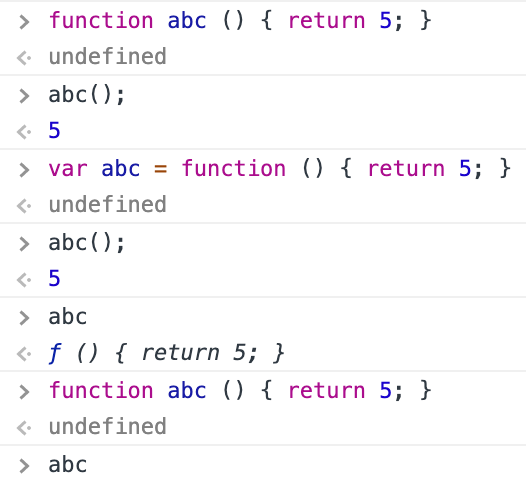 > function abc () { return 5; }
<· undefined
> abc();
<· 5
> var abc = function () { return 5; }
<· undefined
> abc();
<· 5
> abc
<· ƒ () { return 5; }
> function abc () { return 5; }
<· undefined
> abc